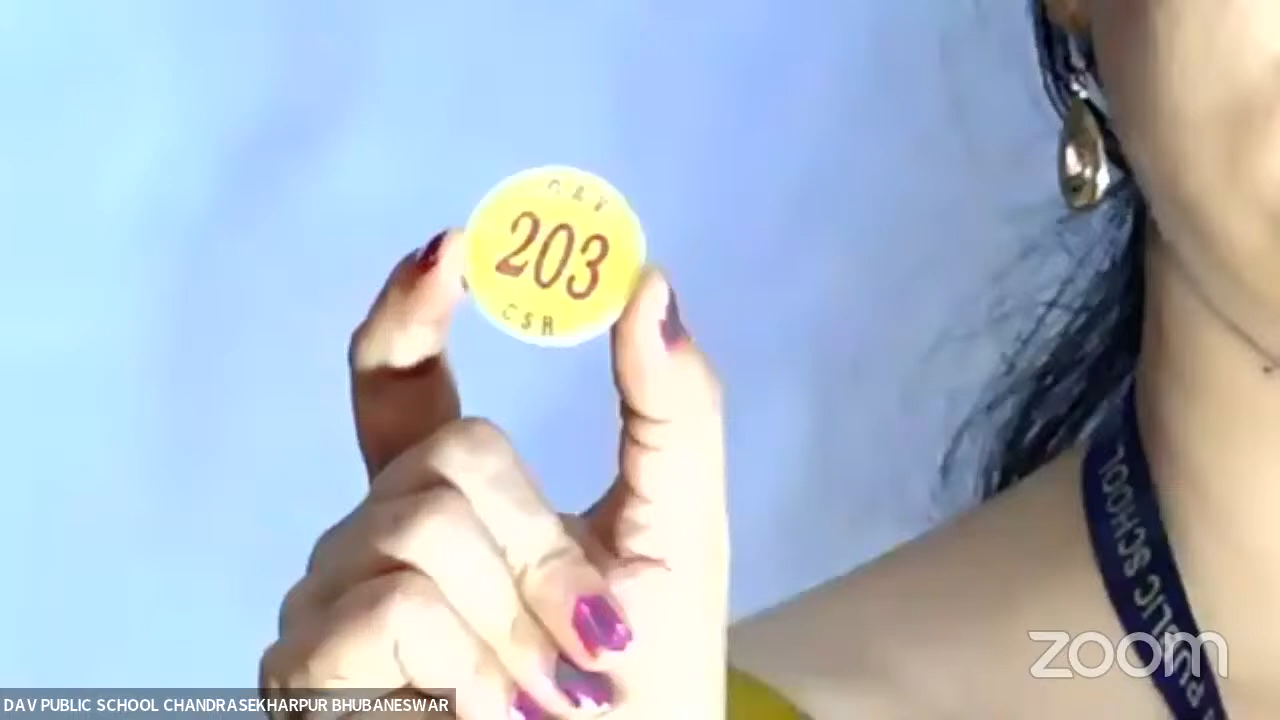 DAV
203
CSR
PUBLIC SCHOOL
zoom
DAV PUBLIC SCHOOL CHANDRASEKHARPUR BHUBANESWAR